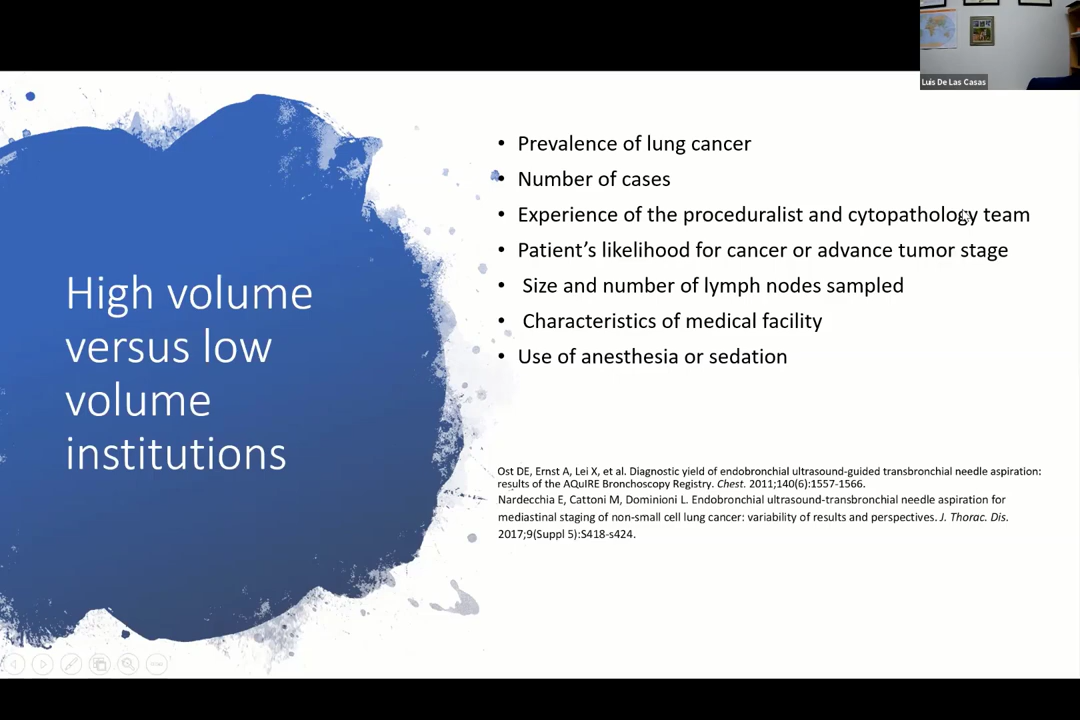 Luis De Las Casas
High volume
versus low
volume
institutions
• Prevalence of lung cancer
• Number of cases
• Experience of the proceduralist and cytopathology team
• Patient’s likelihood for cancer or advance tumor stage
• Size and number of lymph nodes sampled
• Characteristics of medical facility
• Use of anesthesia or sedation
Ost DE, Ernst A, Lei X, et al. Diagnostic yield of endobronchial ultrasound-guided transbronchial needle aspiration:
results of the AQuIRE Bronchoscopy Registry. Chest. 2011;140(6):1557-1566.
Nardecchia E, Cattoni M, Dominioni L. Endobronchial ultrasound-transbronchial needle aspiration for
mediastinal staging of non-small cell lung cancer: variability of results and perspectives. J. Thorac. Dis.
2017;9(Suppl 5):S418-s424.